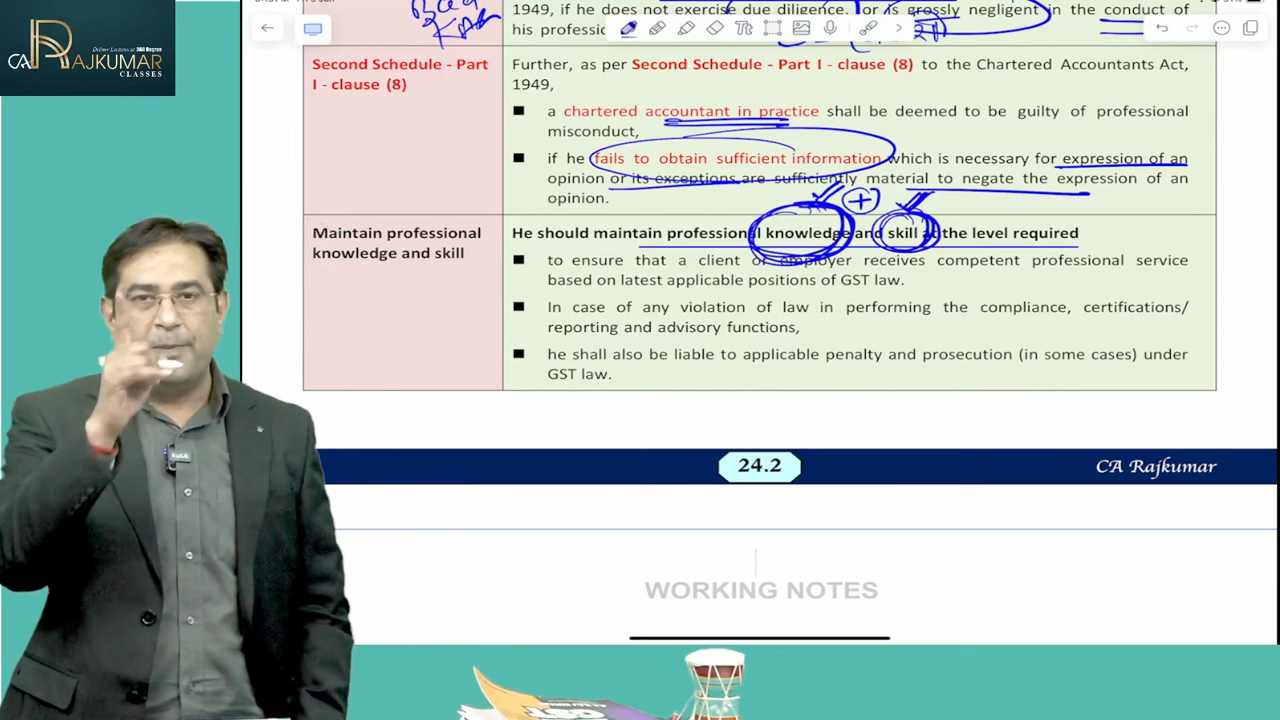 Deliver Lectures at 360 Degree
CA RAJKUMAR
CLASSES
1949, if he does not exercise due diligence, or is grossly negligent in the conduct of
his professio
Second Schedule - Part
I - clause (8)
Further, as per Second Schedule - Part I - clause (8) to the Chartered Accountants Act,
1949,
■ a chartered accountant in practice shall be deemed to be guilty of professional
misconduct,
■ if he fails to obtain sufficient information which is necessary for expression of an
opinion or its exceptions are sufficiently material to negate the expression of an
opinion.
Maintain professional
knowledge and skill
He should maintain professional knowledge and skill at the level required
■ to ensure that a client or employer receives competent professional service
based on latest applicable positions of GST law.
■ In case of any violation of law in performing the compliance, certifications/
reporting and advisory functions,
■ he shall also be liable to applicable penalty and prosecution (in some cases) under
GST law.
24.2
CA Rajkumar
WORKING NOTES